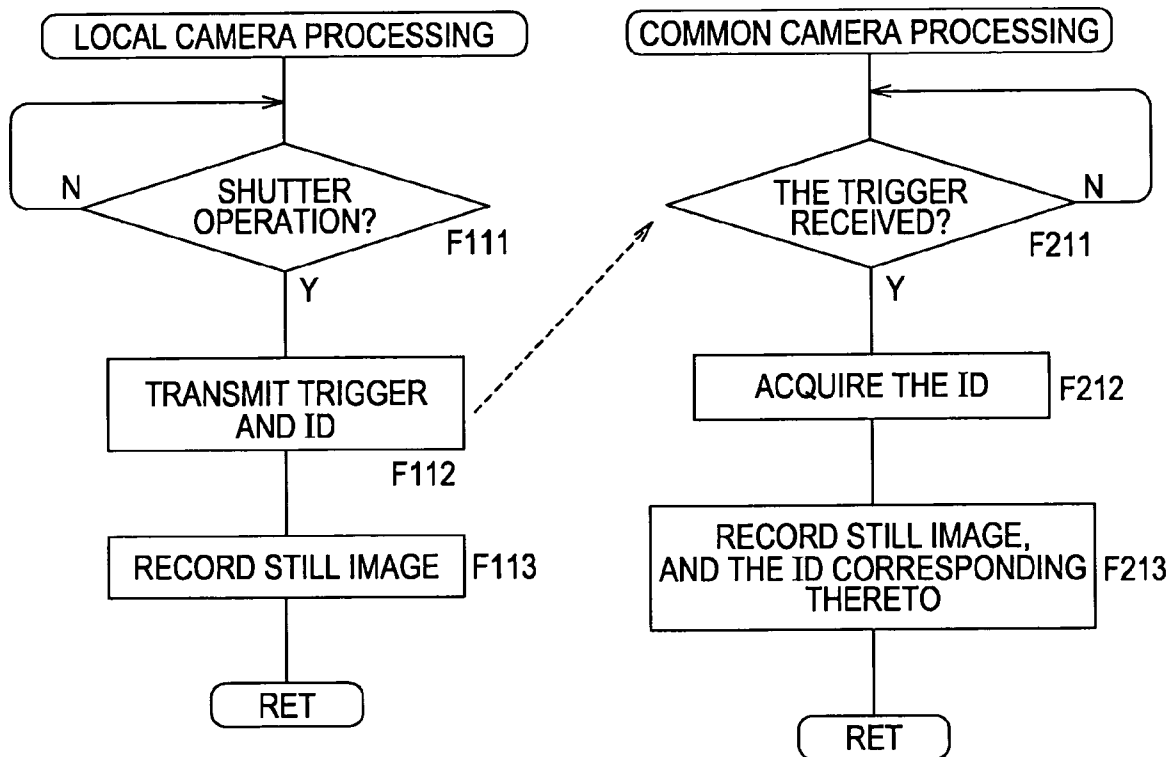 LOCAL CAMERA PROCESSING
N
SHUTTER
OPERATION?
F111
Y
TRANSMIT TRIGGER
AND ID
F112
RECORD STILL IMAGE
F113
RET
COMMON CAMERA PROCESSING
THE TRIGGER
RECEIVED?
N
F211
Y
ACQUIRE THE ID
F212
RECORD STILL IMAGE,
AND THE ID CORRESPONDING
THERETO
F213
RET